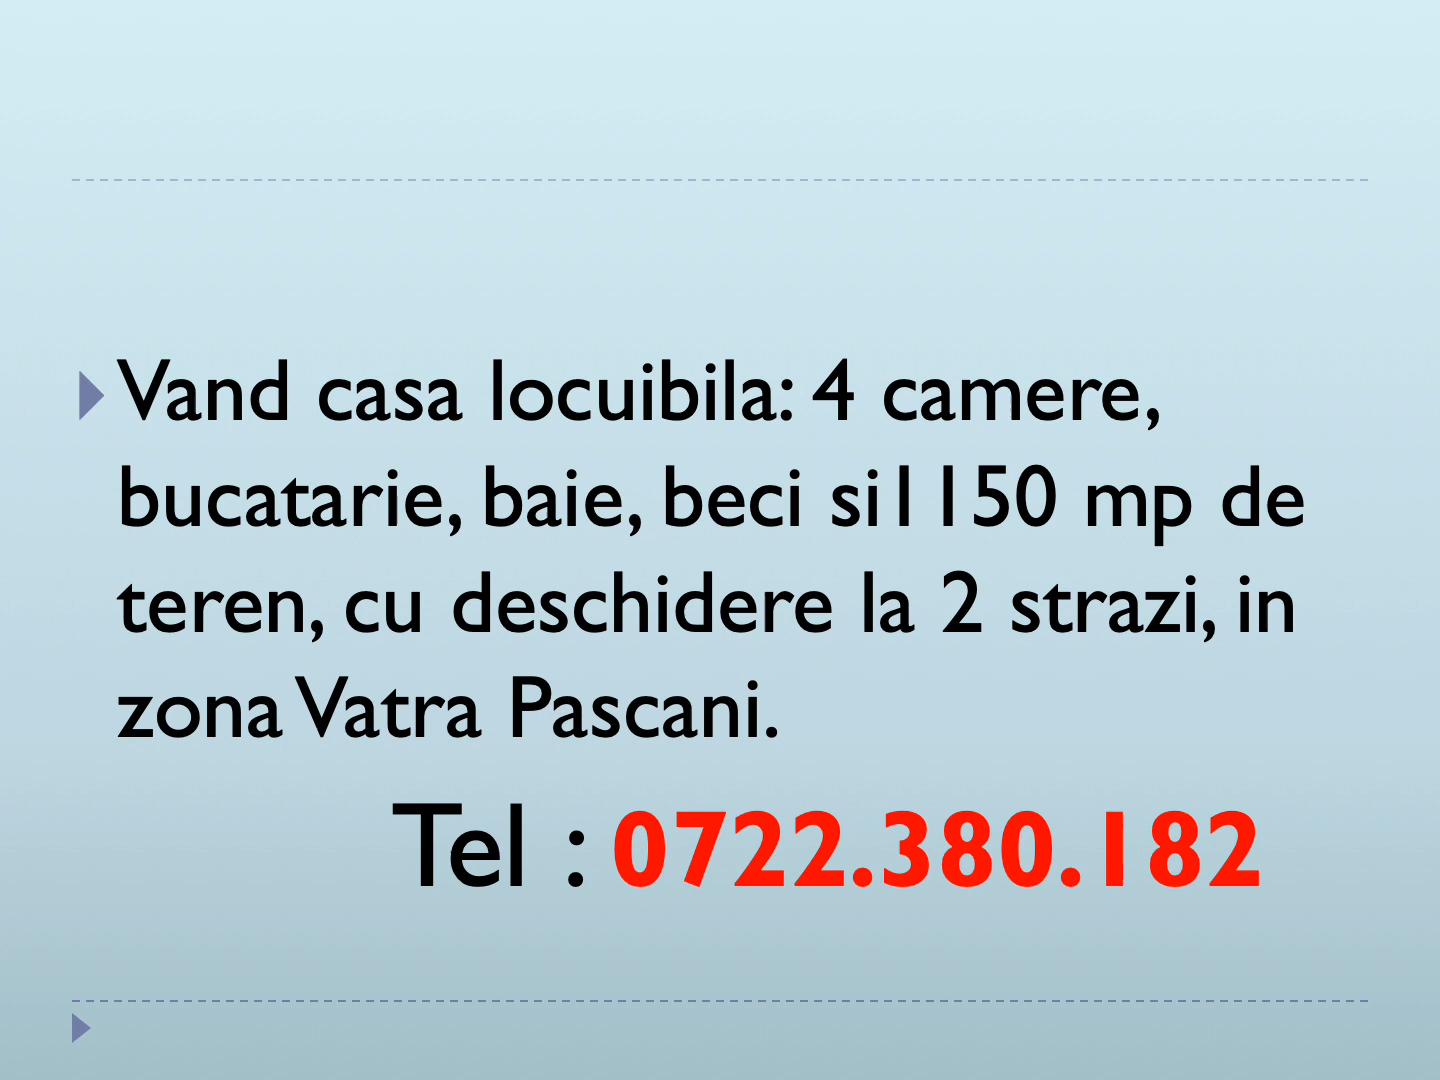 Vand casa locuibila: 4 camere,
bucatarie, baie, beci si1150 mp de
teren, cu deschidere la 2 strazi, in
zona Vatra Pascani.
Tel : 0722.380.182